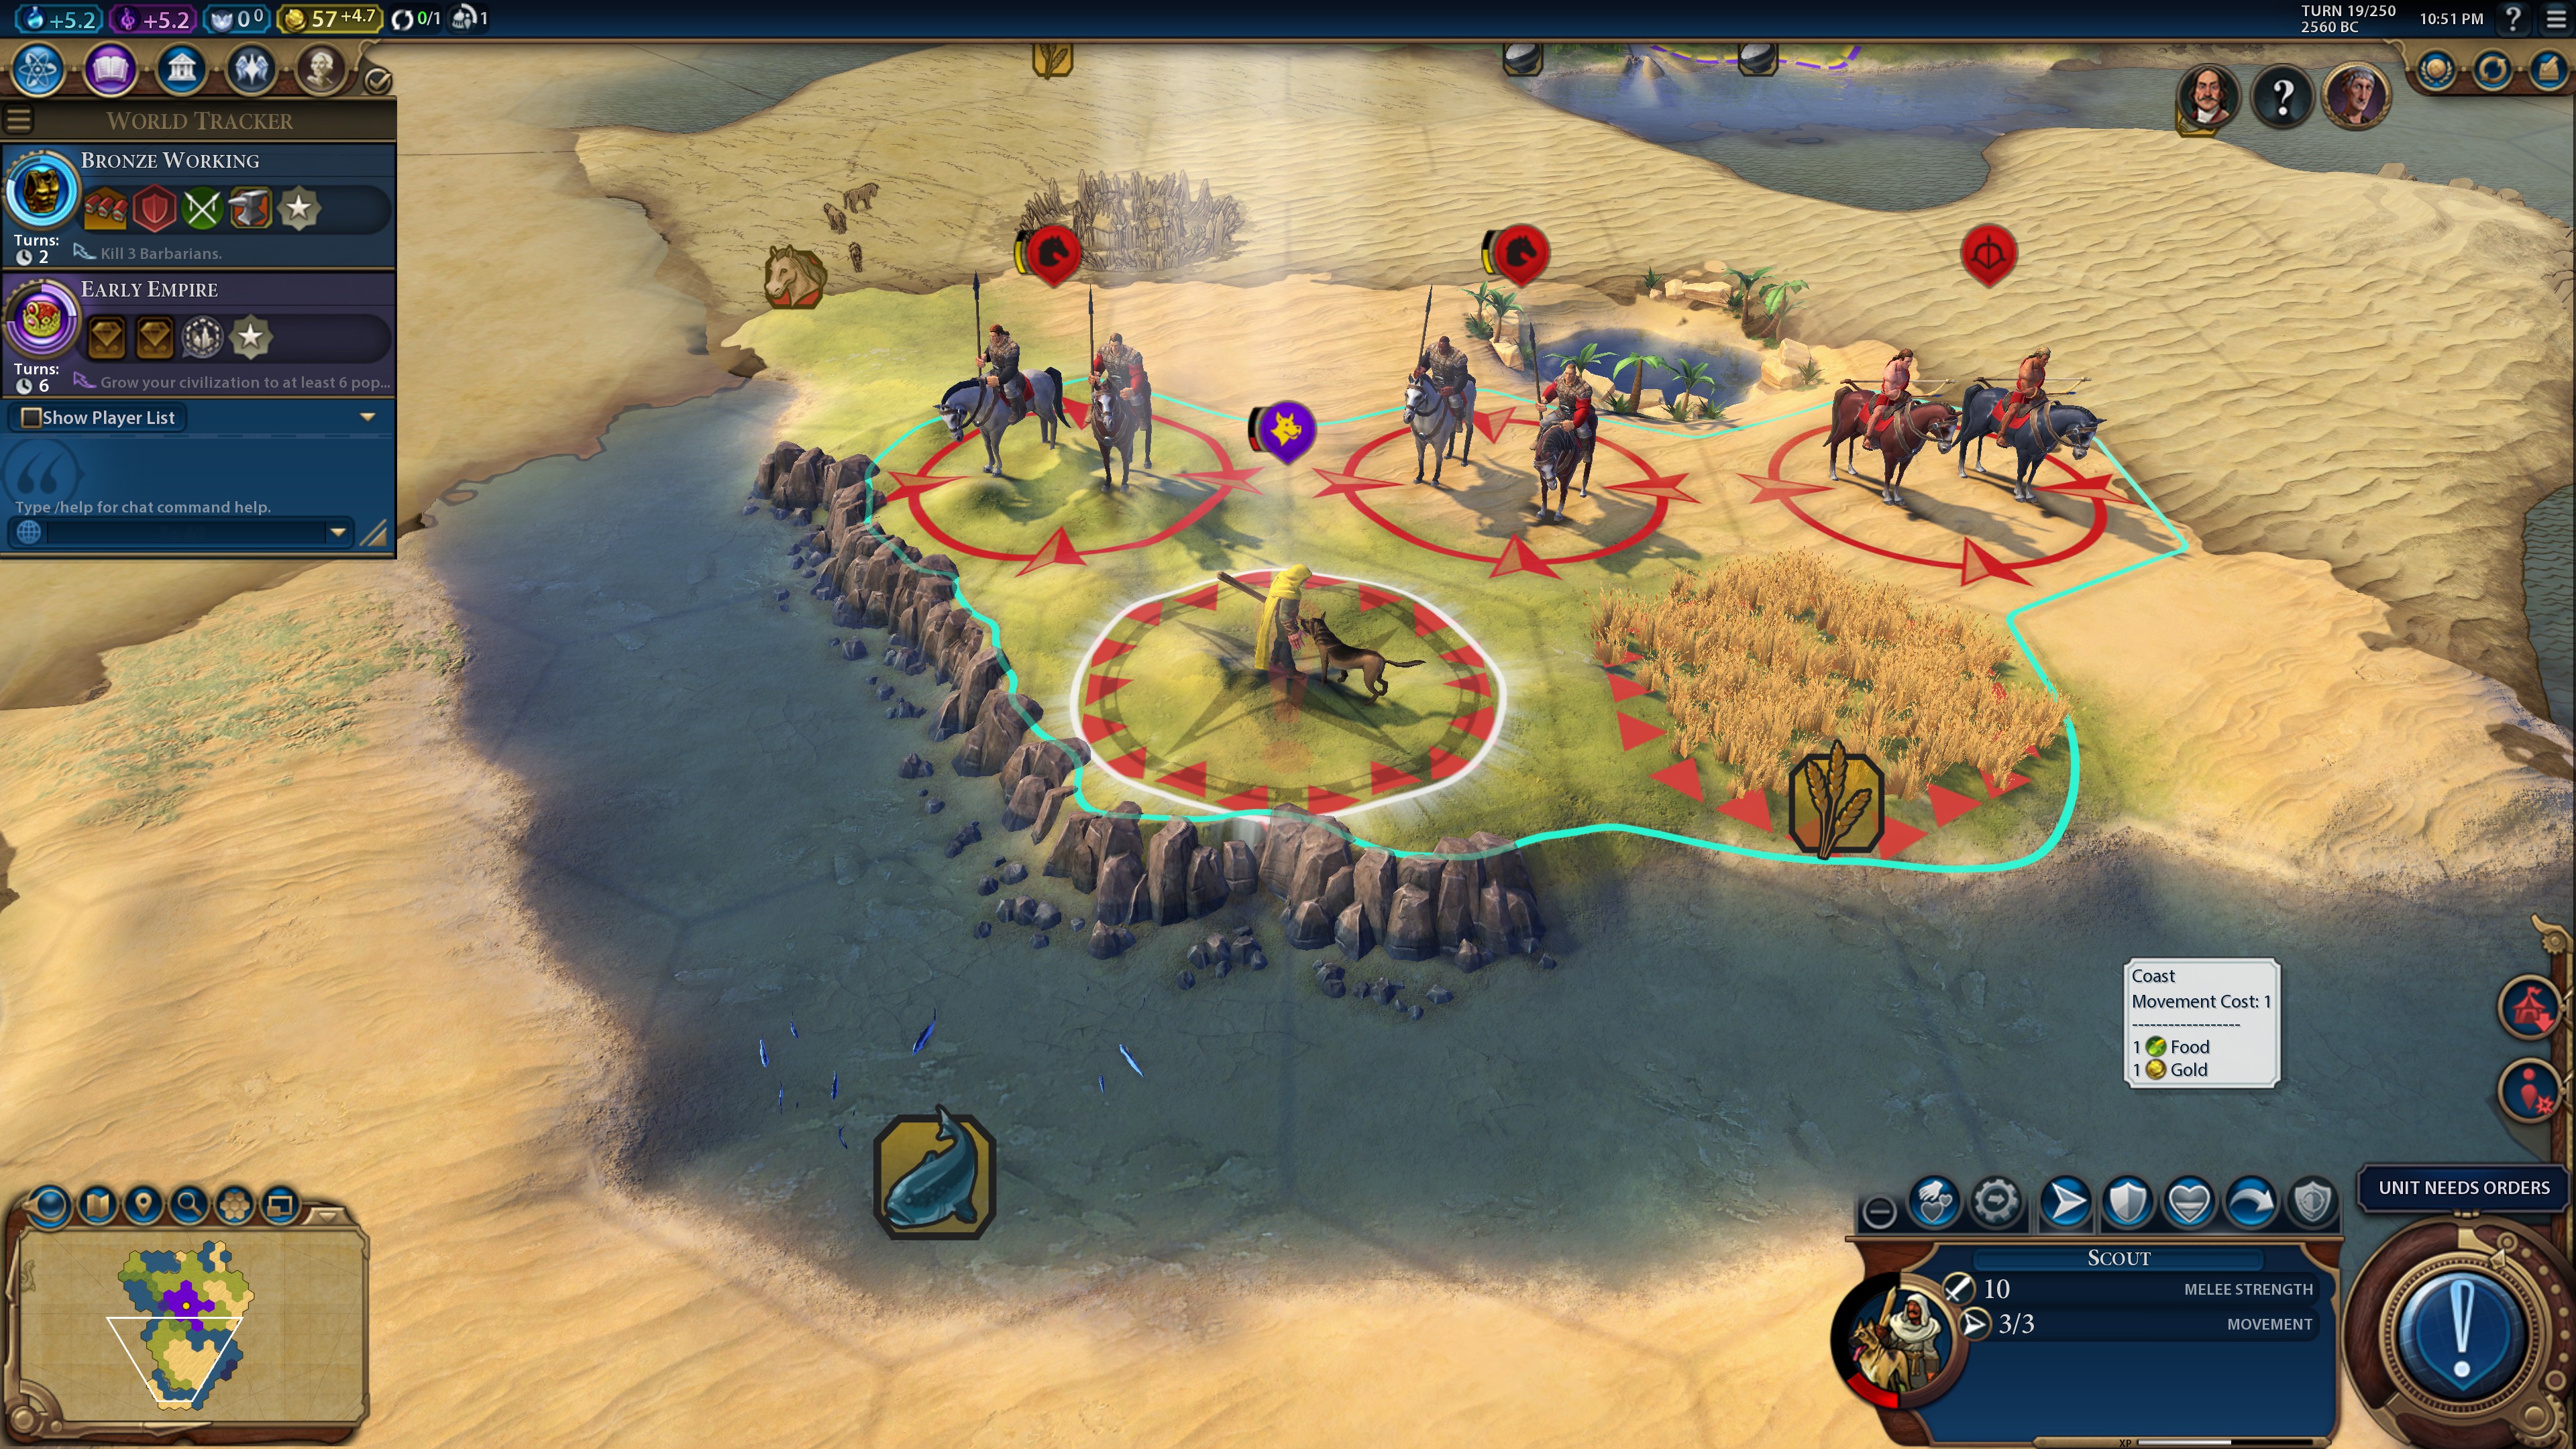 +5.2 +5.2 0 0 57 +4.7 0/1 1
TURN 19/250
2560 BC
10:51 PM
?
?
WORLD TRACKER
BRONZE WORKING
Turns:
2
Kill 3 Barbarians.
EARLY EMPIRE
Turns:
6
Grow your civilization to at least 6 pop...
Show Player List
Type /help for chat command help.
Coast
Movement Cost: 1
-------------------
1 Food
1 Gold
UNIT NEEDS ORDERS
SCOUT
10 MELEE STRENGTH
3/3 MOVEMENT
XP